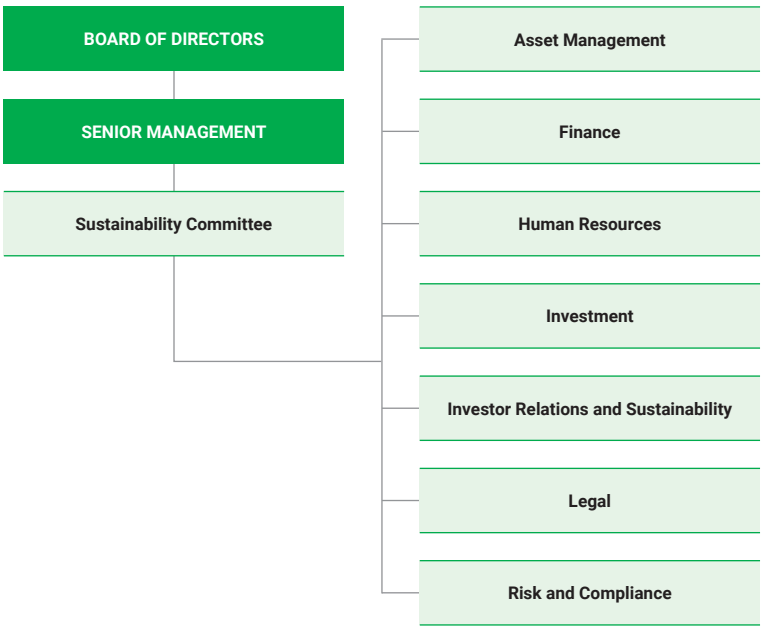 BOARD OF DIRECTORS
SENIOR MANAGEMENT
Sustainability Committee
Asset Management
Finance
Human Resources
Investment
Investor Relations and Sustainability
Legal
Risk and Compliance